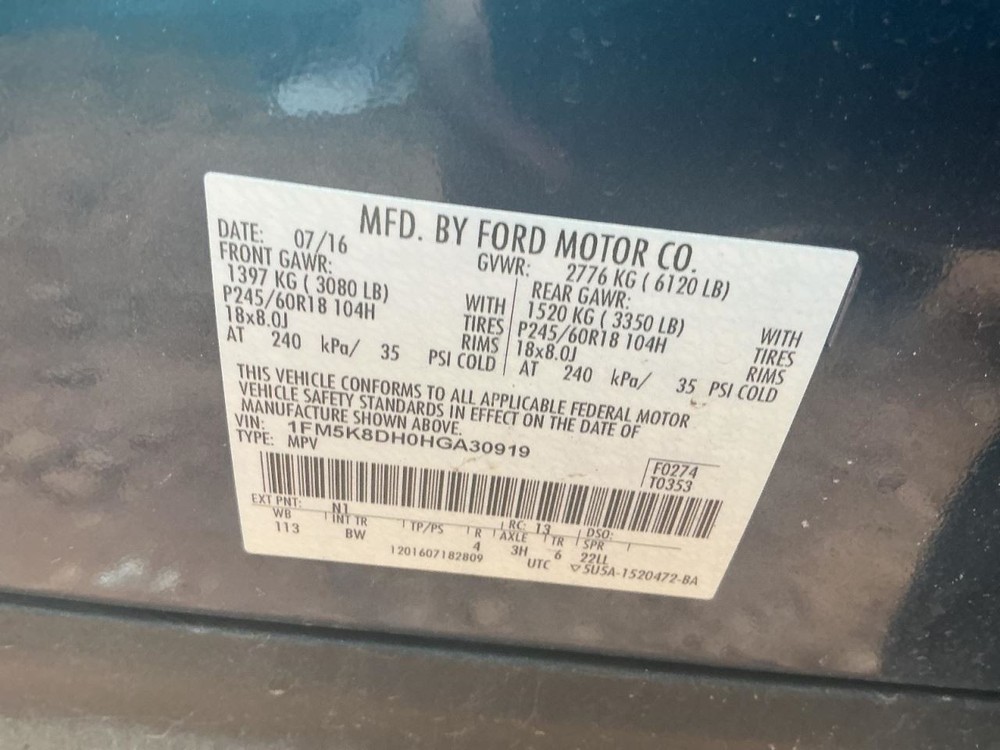 MFD. BY FORD MOTOR CO.
DATE: 07/16 GVWR: 2776 KG ( 6120 LB)
FRONT GAWR: REAR GAWR:
1397 KG ( 3080 LB) WITH 1520 KG ( 3350 LB) WITH
P245/60R18 104H TIRES P245/60R18 104H TIRES
18x8.0J RIMS 18x8.0J RIMS
AT 240 kPa/ 35 PSI COLD AT 240 kPa/ 35 PSI COLD
THIS VEHICLE CONFORMS TO ALL APPLICABLE FEDERAL MOTOR
VEHICLE SAFETY STANDARDS IN EFFECT ON THE DATE OF
MANUFACTURE SHOWN ABOVE.
VIN: 1FM5K8DH0HGA30919
TYPE: MPV
F0274
T0353
EXT PNT: N1 RC: 13 DSO:
WB INT TR TP/PS R AXLE TR SPR
113 BW 4 3H 6 22LL
1201607182809 UTC ▽5U5A-1520472-BA